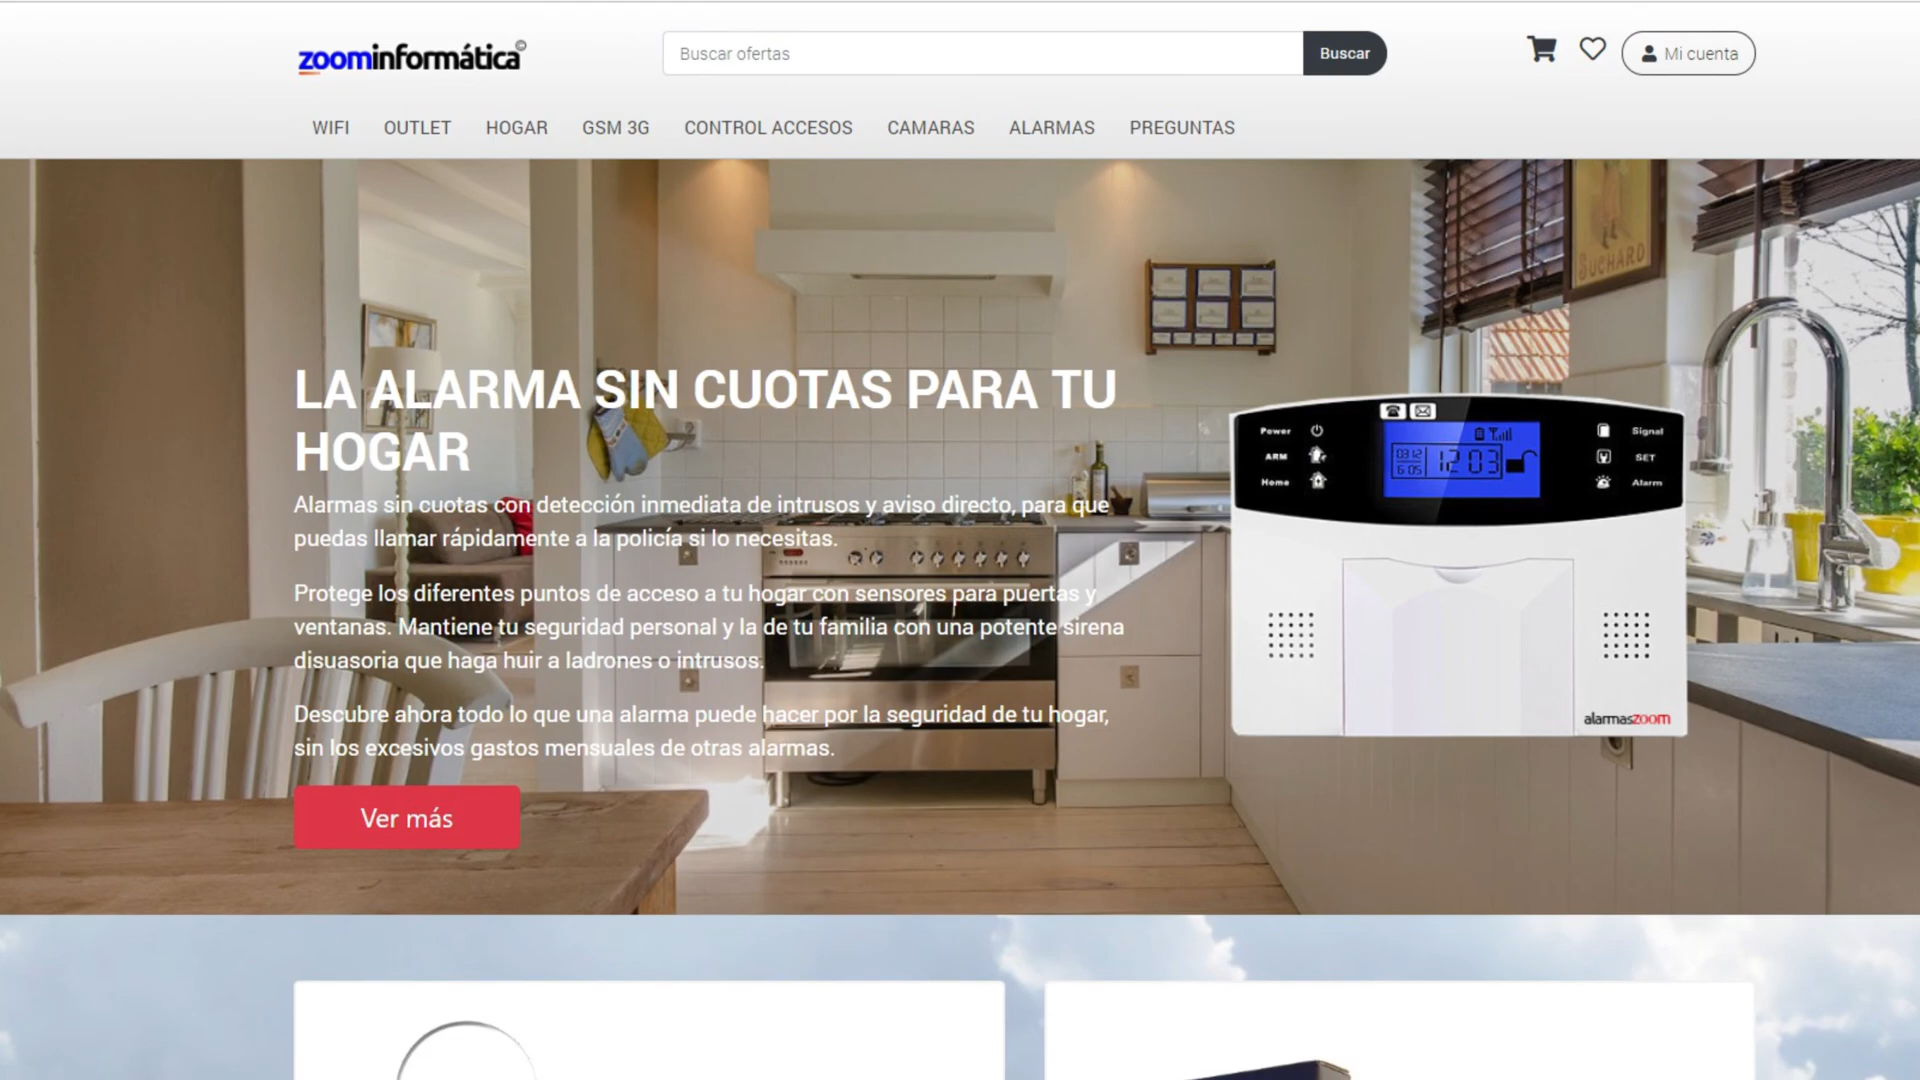 zoominformática©
Buscar ofertas
Buscar
Mi cuenta
WIFI OUTLET HOGAR GSM 3G CONTROL ACCESOS CAMARAS ALARMAS PREGUNTAS
SUCHARD
LA ALARMA SIN CUOTAS PARA TU
HOGAR
Alarmas sin cuotas con detección inmediata de intrusos y aviso directo, para que
puedas llamar rápidamente a la policía si lo necesitas.
Protege los diferentes puntos de acceso a tu hogar con sensores para puertas y
ventanas. Mantiene tu seguridad personal y la de tu familia con una potente sirena
disuasoria que haga huir a ladrones o intrusos.
Descubre ahora todo lo que una alarma puede hacer por la seguridad de tu hogar,
sin los excesivos gastos mensuales de otras alarmas.
Ver más
Power
ARM
Home
03 12
6 05
12 03
Signal
SET
Alarm
alarmaszoom